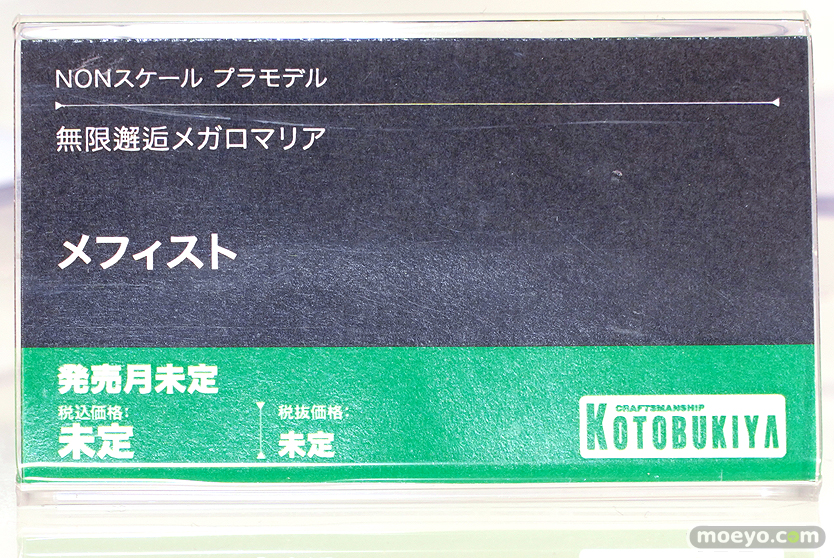 NONスケール プラモデル
無限邂逅メガロマリア
メフィスト
発売月未定
税込価格:
未定
税抜価格:
未定
CRAFTSMANSHIP
KOTOBUKIYA
moeyo.com